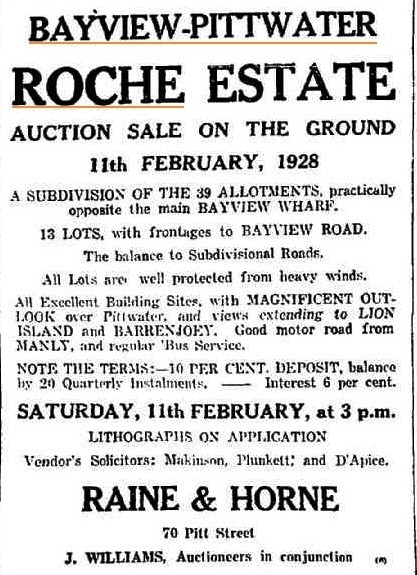 BAYVIEW-PITTWATER
ROCHE ESTATE
AUCTION SALE ON THE GROUND
11th FEBRUARY, 1928
A SUBDIVISION OF THE 39 ALLOTMENTS, practically
opposite the main BAYVIEW WHARF.
13 LOTS, with frontages to BAYVIEW ROAD.
The balance to Subdivisional Roads.
All Lots are well protected from heavy winds.
All Excellent Building Sites, with MAGNIFICENT OUT-
LOOK over Pittwater, and views extending to LION
ISLAND and BARRENJOEY. Good motor road from
MANLY, and regular 'Bus Service.
NOTE THE TERMS:—10 PER CENT. DEPOSIT, balance
by 20 Quarterly Instalments. —— Interest 6 per cent.
SATURDAY, 11th FEBRUARY, at 3 p.m.
LITHOGRAPHS ON APPLICATION
Vendor's Solicitors: Makinson, Plunkett, and D'Apice.
RAINE & HORNE
70 Pitt Street
J. WILLIAMS, Auctioneers in conjunction